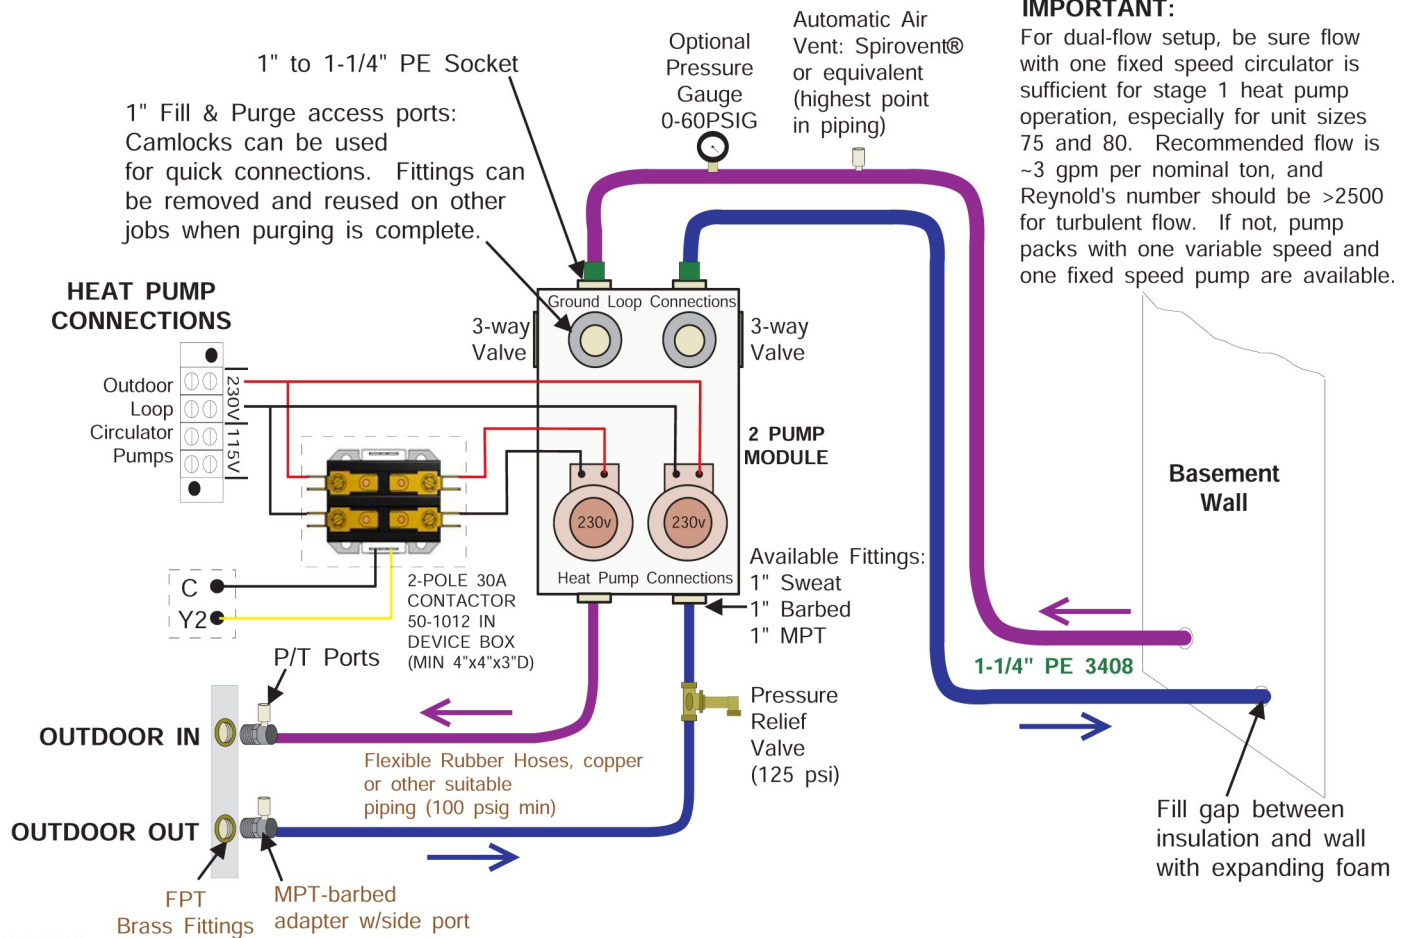 IMPORTANT:
For dual-flow setup, be sure flow
with one fixed speed circulator is
sufficient for stage 1 heat pump
operation, especially for unit sizes
75 and 80. Recommended flow is
~3 gpm per nominal ton, and
Reynold's number should be >2500
for turbulent flow. If not, pump
packs with one variable speed and
one fixed speed pump are available.
Automatic Air
Vent: Spirovent®
or equivalent
(highest point
in piping)
Optional
Pressure
Gauge
0-60PSIG
1" to 1-1/4" PE Socket
1" Fill & Purge access ports:
Camlocks can be used
for quick connections. Fittings can
be removed and reused on other
jobs when purging is complete.
HEAT PUMP
CONNECTIONS
Outdoor
Loop
Circulator
Pumps
230V
115V
Ground Loop Connections
3-way
Valve
3-way
Valve
2 PUMP
MODULE
230v
230v
Heat Pump Connections
Basement
Wall
Available Fittings:
1" Sweat
1" Barbed
1" MPT
C
Y2
2-POLE 30A
CONTACTOR
50-1012 IN
DEVICE BOX
(MIN 4"x4"x3"D)
P/T Ports
1-1/4" PE 3408
Pressure
Relief
Valve
(125 psi)
OUTDOOR IN
Flexible Rubber Hoses, copper
or other suitable
piping (100 psig min)
OUTDOOR OUT
Fill gap between
insulation and wall
with expanding foam
FPT
Brass Fittings
MPT-barbed
adapter w/side port